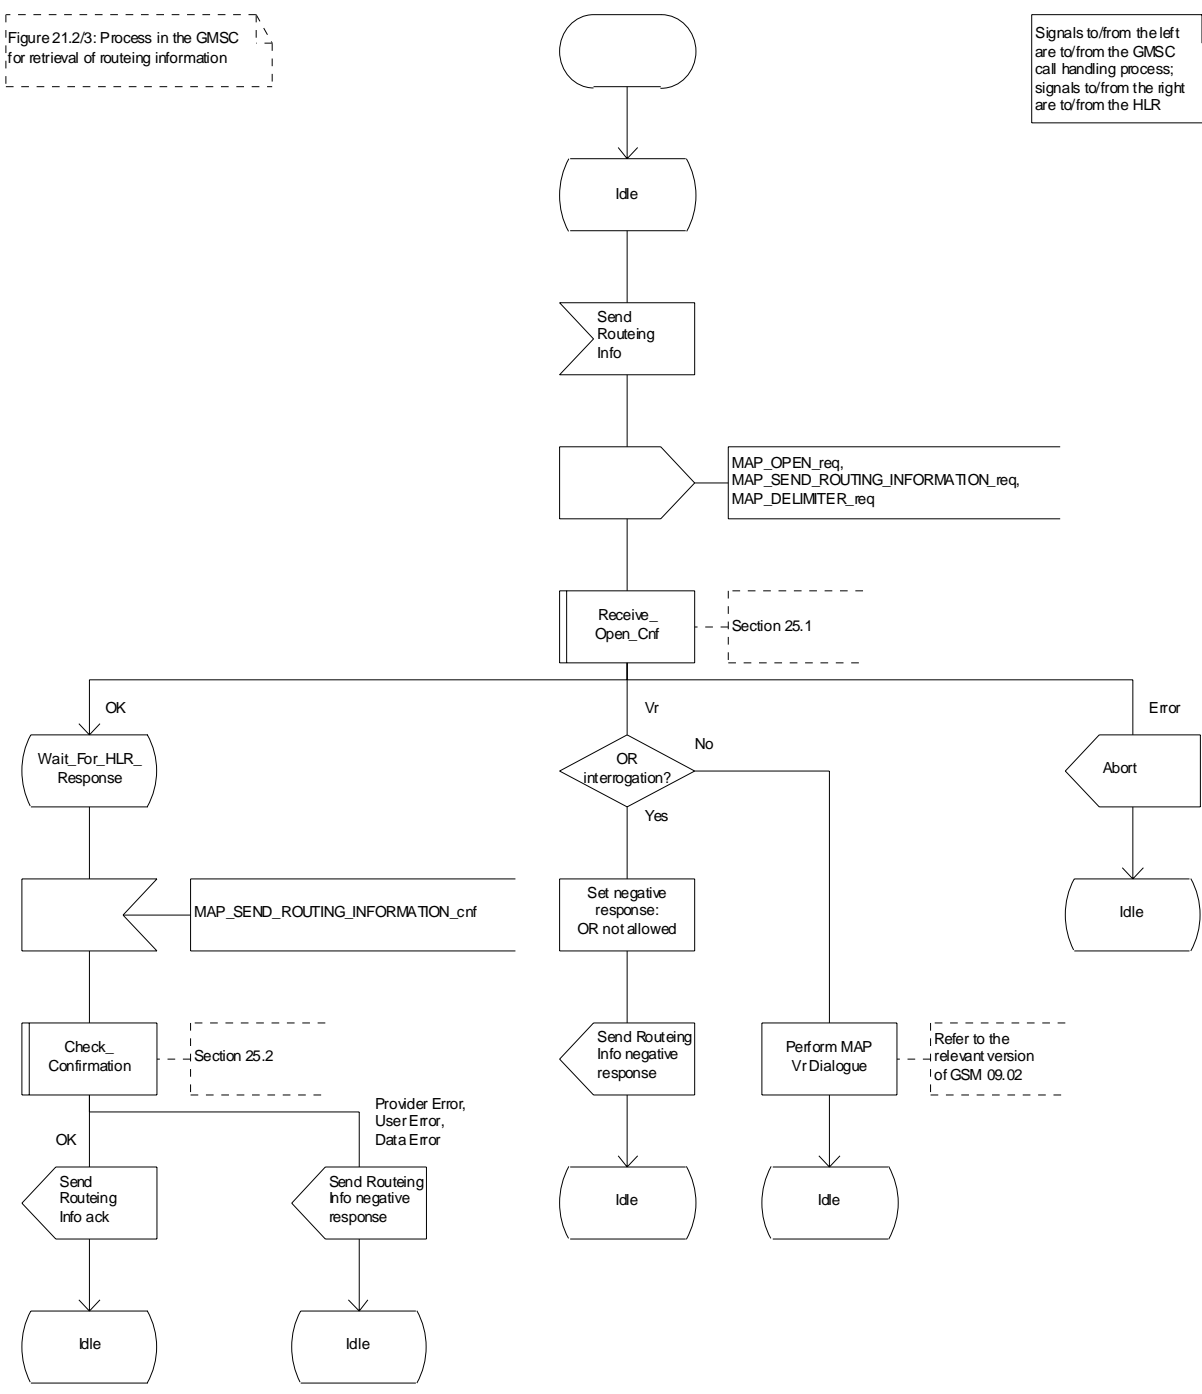 Figure 21.2/3: Process in the GMSC
for retrieval of routeing information
Signals to/from the left
are to/from the GMSC
call handling process;
signals to/from the right
are to/from the HLR
Idle
Send
Routeing
Info
MAP_OPEN_req,
MAP_SEND_ROUTING_INFORMATION_req,
MAP_DELIMITER_req
Receive_
Open_Cnf
Section 25.1
OK
Vr
Error
Wait_For_HLR_
Response
OR
interrogation?
No
Yes
Abort
MAP_SEND_ROUTING_INFORMATION_cnf
Set negative
response:
OR not allowed
Idle
Check_
Confirmation
Section 25.2
Send Routeing
Info negative
response
Perform MAP
Vr Dialogue
Refer to the
relevant version
of GSM 09.02
OK
Provider Error,
User Error,
Data Error
Send
Routeing
Info ack
Send Routeing
Info negative
response
Idle
Idle
Idle
Idle